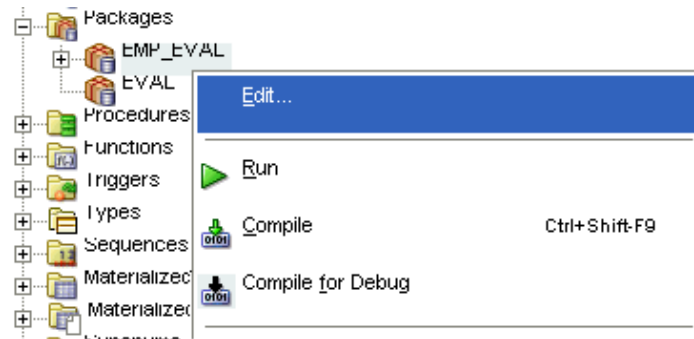 Packages
EMP_EVAL
EVAL
Edit...
Procedures
Functions
Run
Triggers
Types
Compile Ctrl+Shift-F9
Sequences
Materialized
Compile for Debug
Materialized